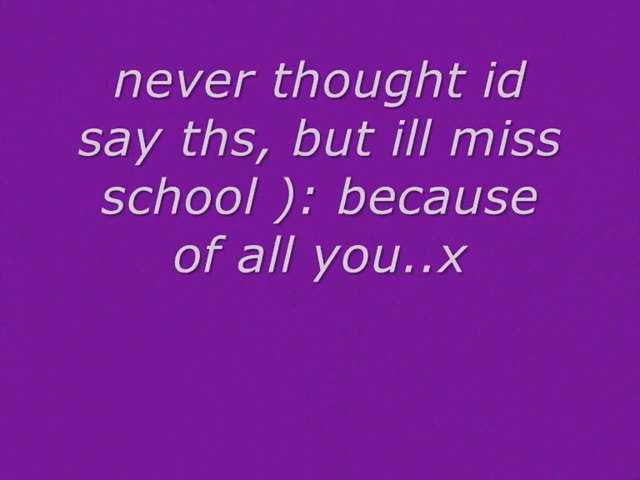 never thought id
say ths, but ill miss
school ): because
of all you..x